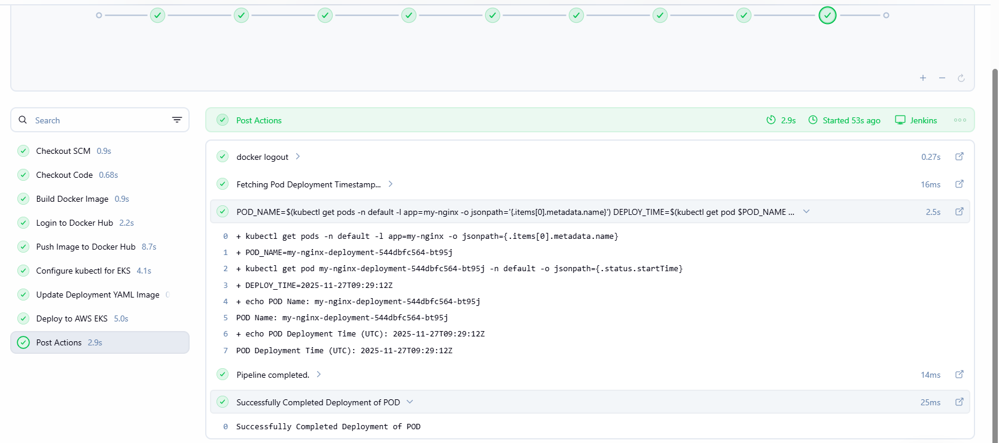 Search
Checkout SCM 0.9s
Checkout Code 0.68s
Build Docker Image 0.9s
Login to Docker Hub 2.2s
Push Image to Docker Hub 8.7s
Configure kubectl for EKS 4.1s
Update Deployment YAML Image
Deploy to AWS EKS 5.0s
Post Actions 2.9s
Post Actions 2.9s Started 53s ago Jenkins
docker logout 0.27s
Fetching Pod Deployment Timestamp... 16ms
POD_NAME=$(kubectl get pods -n default -l app=my-nginx -o jsonpath='{.items[0].metadata.name}') DEPLOY_TIME=$(kubectl get pod $POD_NAME ... 2.5s
0 + kubectl get pods -n default -l app=my-nginx -o jsonpath={.items[0].metadata.name}
1 + POD_NAME=my-nginx-deployment-544dbfc564-bt95j
2 + kubectl get pod my-nginx-deployment-544dbfc564-bt95j -n default -o jsonpath={.status.startTime}
3 + DEPLOY_TIME=2025-11-27T09:29:12Z
4 + echo POD Name: my-nginx-deployment-544dbfc564-bt95j
5 POD Name: my-nginx-deployment-544dbfc564-bt95j
6 + echo POD Deployment Time (UTC): 2025-11-27T09:29:12Z
7 POD Deployment Time (UTC): 2025-11-27T09:29:12Z
Pipeline completed. 14ms
Successfully Completed Deployment of POD 25ms
0 Successfully Completed Deployment of POD